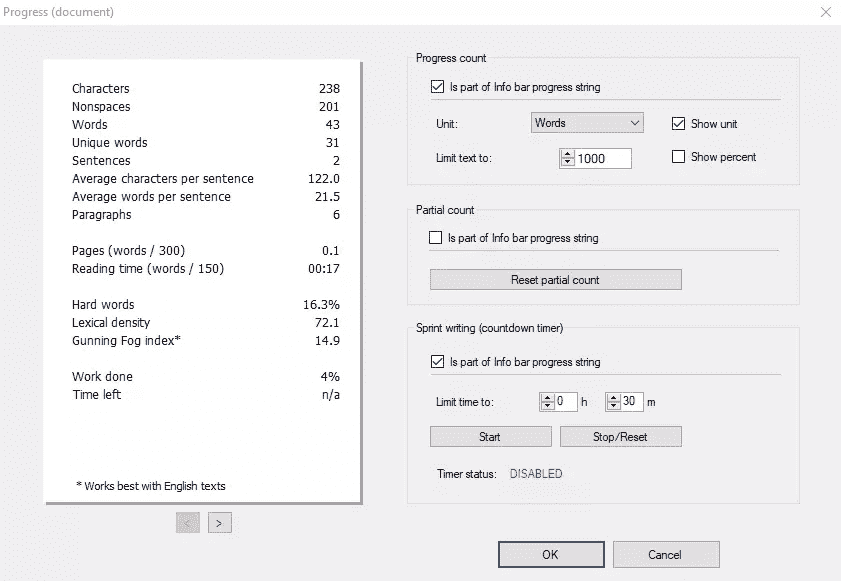 Progress (document)
Characters 238
Nonspaces 201
Words 43
Unique words 31
Sentences 2
Average characters per sentence 122.0
Average words per sentence 21.5
Paragraphs 6
Pages (words / 300) 0.1
Reading time (words / 150) 00:17
Hard words 16.3%
Lexical density 72.1
Gunning Fog index* 14.9
Work done 4%
Time left n/a
* Works best with English texts
< >
Progress count
Is part of Info bar progress string
Unit: Words Show unit
Limit text to: 1000 Show percent
Partial count
Is part of Info bar progress string
Reset partial count
Sprint writing (countdown timer)
Is part of Info bar progress string
Limit time to: 0 h 30 m
Start Stop/Reset
Timer status: DISABLED
OK Cancel